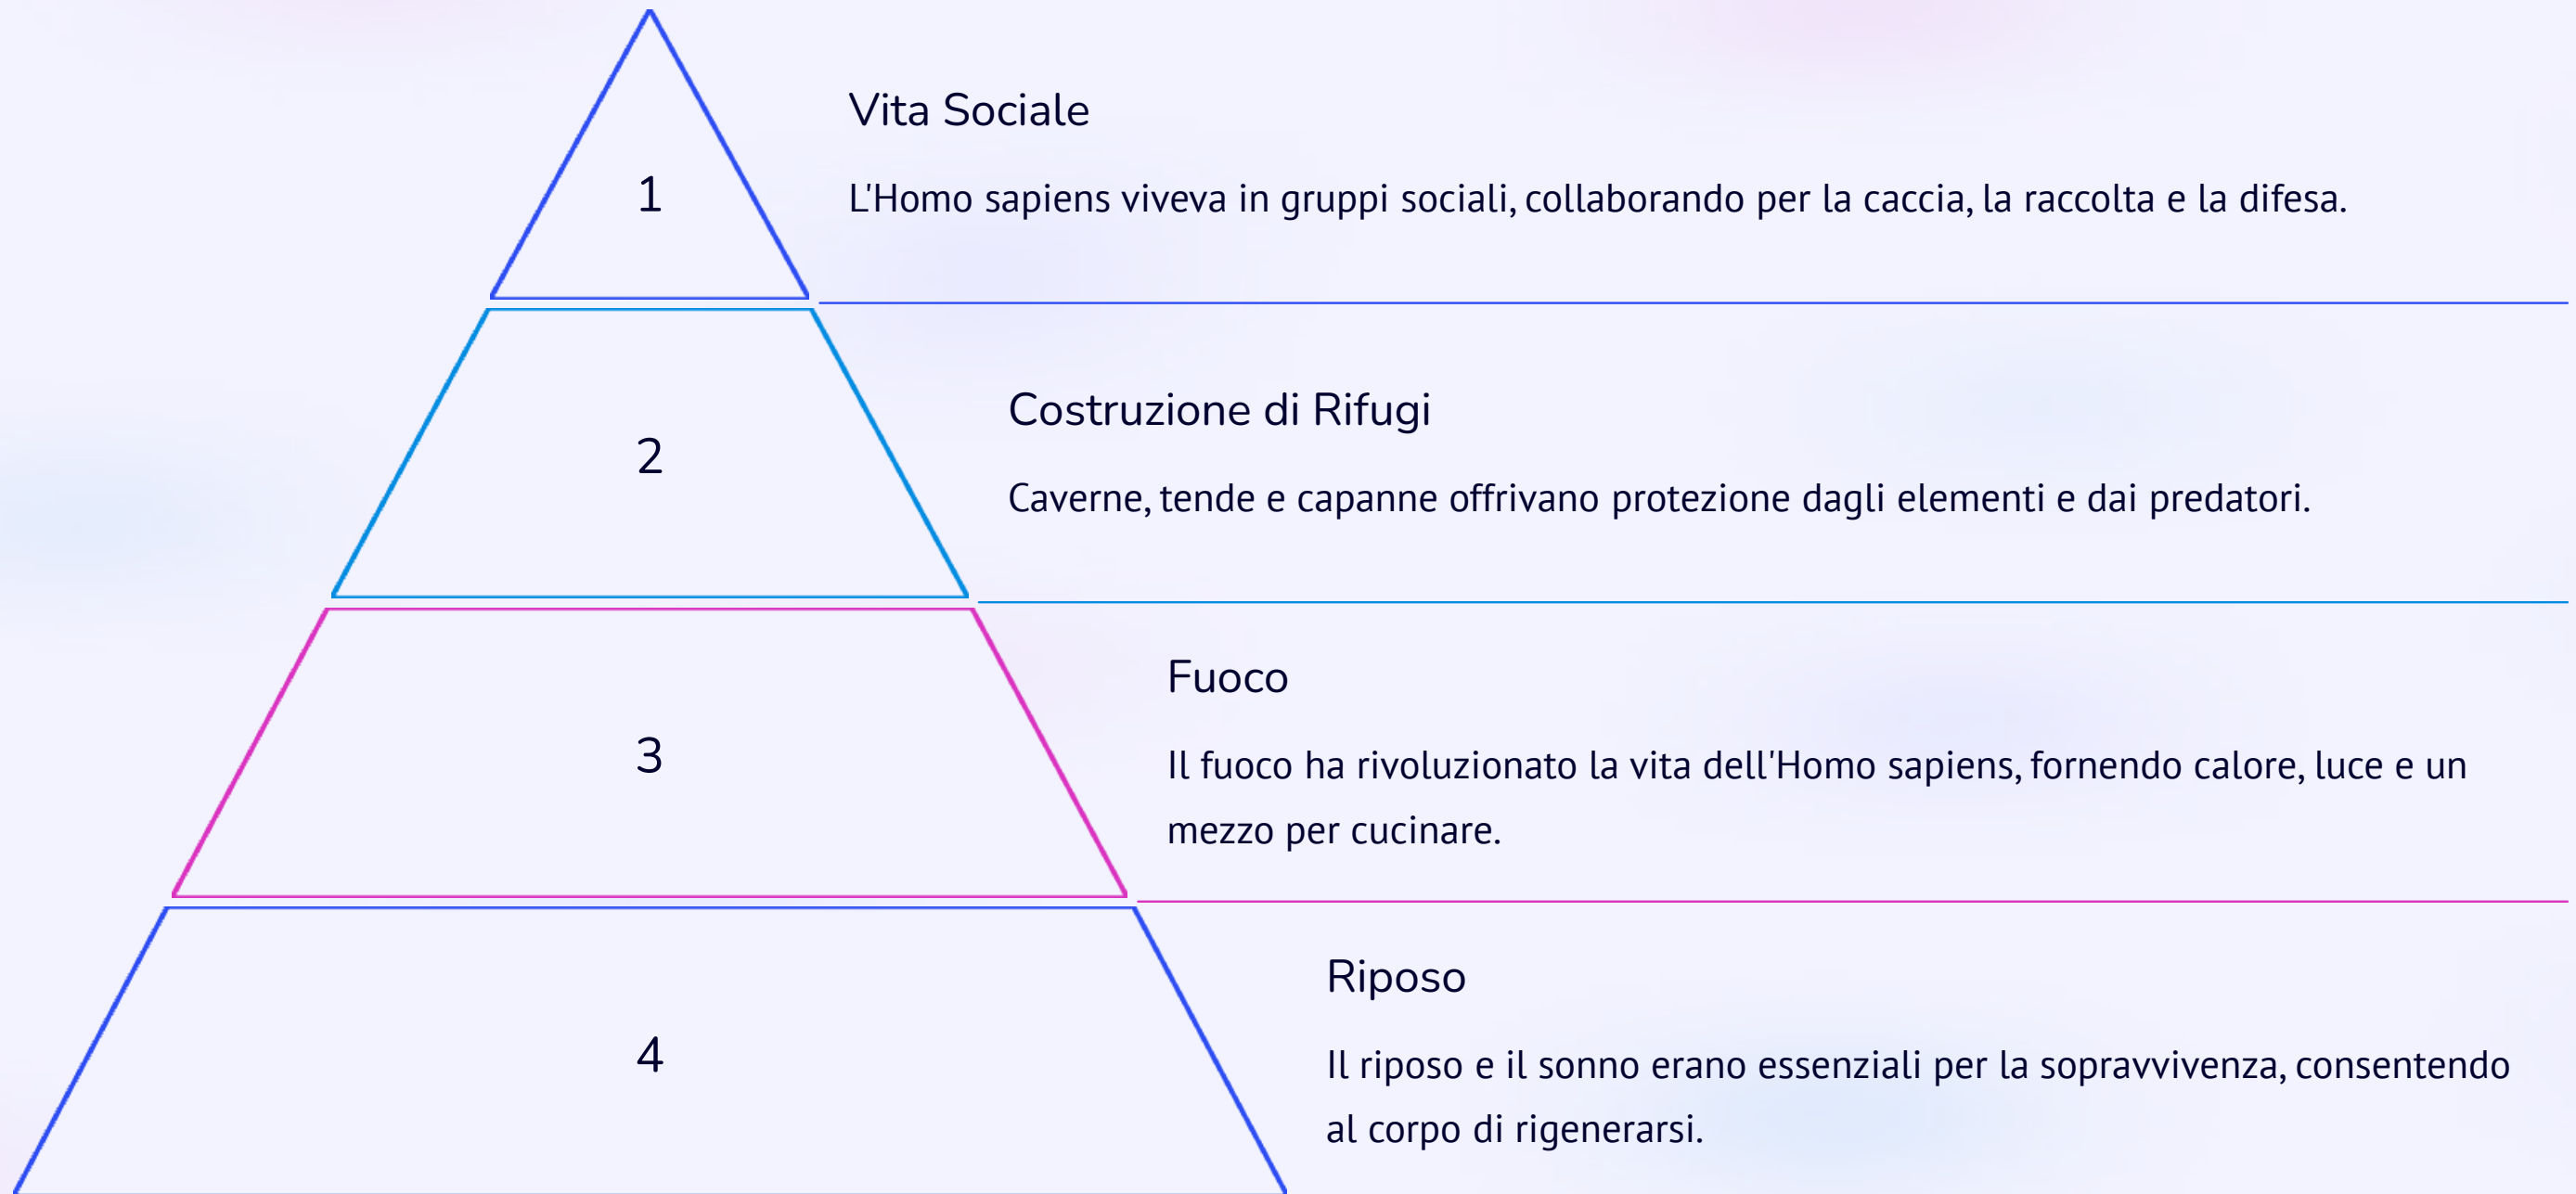 1
Vita Sociale
L'Homo sapiens viveva in gruppi sociali, collaborando per la caccia, la raccolta e la difesa.
2
Costruzione di Rifugi
Caverne, tende e capanne offrivano protezione dagli elementi e dai predatori.
3
Fuoco
Il fuoco ha rivoluzionato la vita dell'Homo sapiens, fornendo calore, luce e un
mezzo per cucinare.
4
Riposo
Il riposo e il sonno erano essenziali per la sopravvivenza, consentendo
al corpo di rigenerarsi.